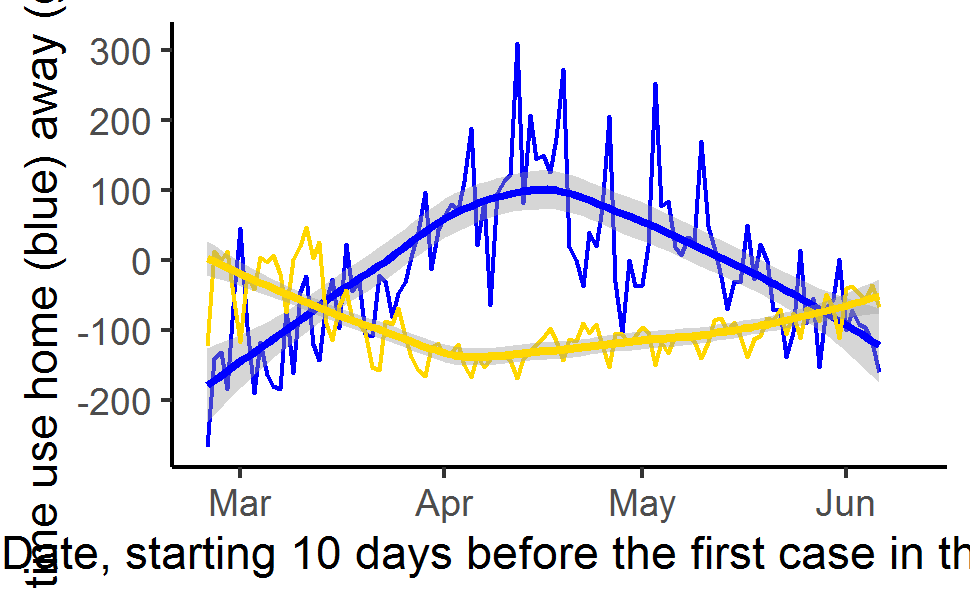 time use home (blue) away (
300
200
100
0
-100
-200
Mar Apr May Jun
Date, starting 10 days before the first case in th